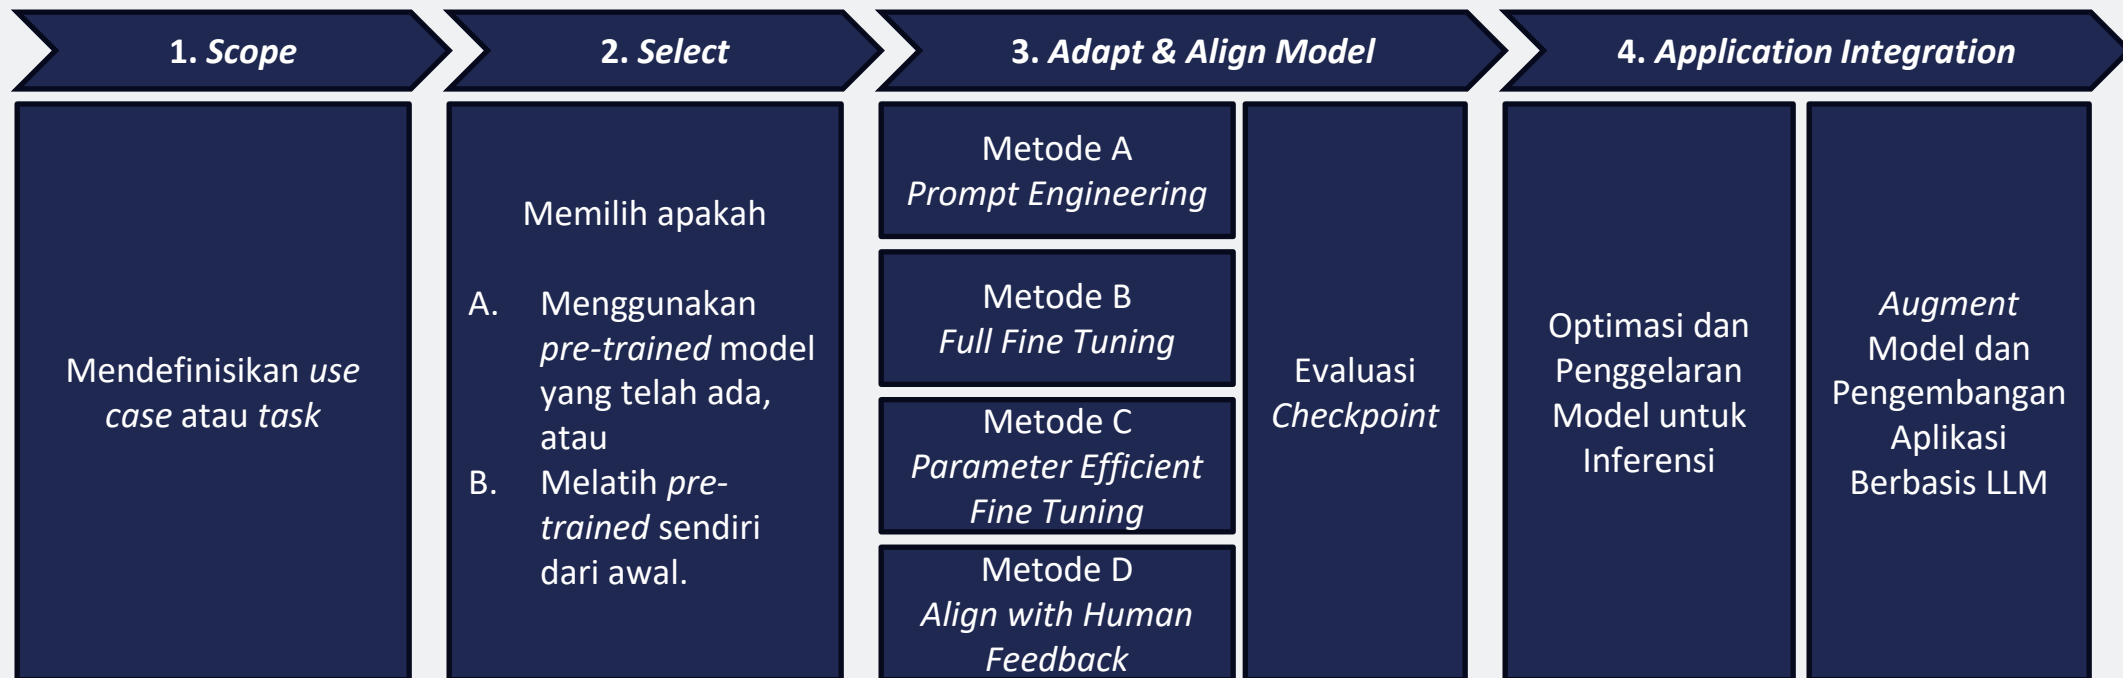 1. Scope
2. Select
3. Adapt & Align Model
4. Application Integration
Mendefinisikan use
case atau task
Memilih apakah
A. Menggunakan
pre-trained model
yang telah ada,
atau
B. Melatih pre-
trained sendiri
dari awal.
Metode A
Prompt Engineering
Metode B
Full Fine Tuning
Metode C
Parameter Efficient
Fine Tuning
Metode D
Align with Human
Feedback
Evaluasi
Checkpoint
Optimasi dan
Penggelaran
Model untuk
Inferensi
Augment
Model dan
Pengembangan
Aplikasi
Berbasis LLM